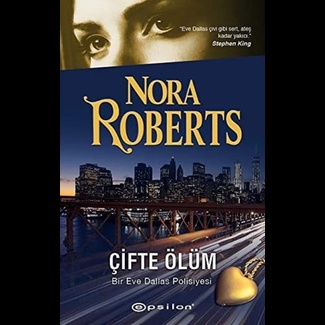 "Eve Dallas çivi gibi sert, ateş
kadar yakıcı."
Stephen King
NORA
ROBERTS
ÇİFTE ÖLÜM
Bir Eve Dallas Polisiyesi
epsilon